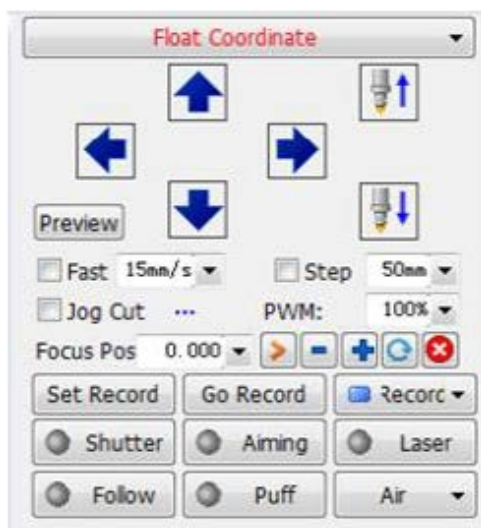 Float Coordinate
Preview
Fast 15mm/s Step 50mm
Jog Cut ... PWM: 100%
Focus Pos 0.000
Set Record Go Record Record
Shutter Aiming Laser
Follow Puff Air